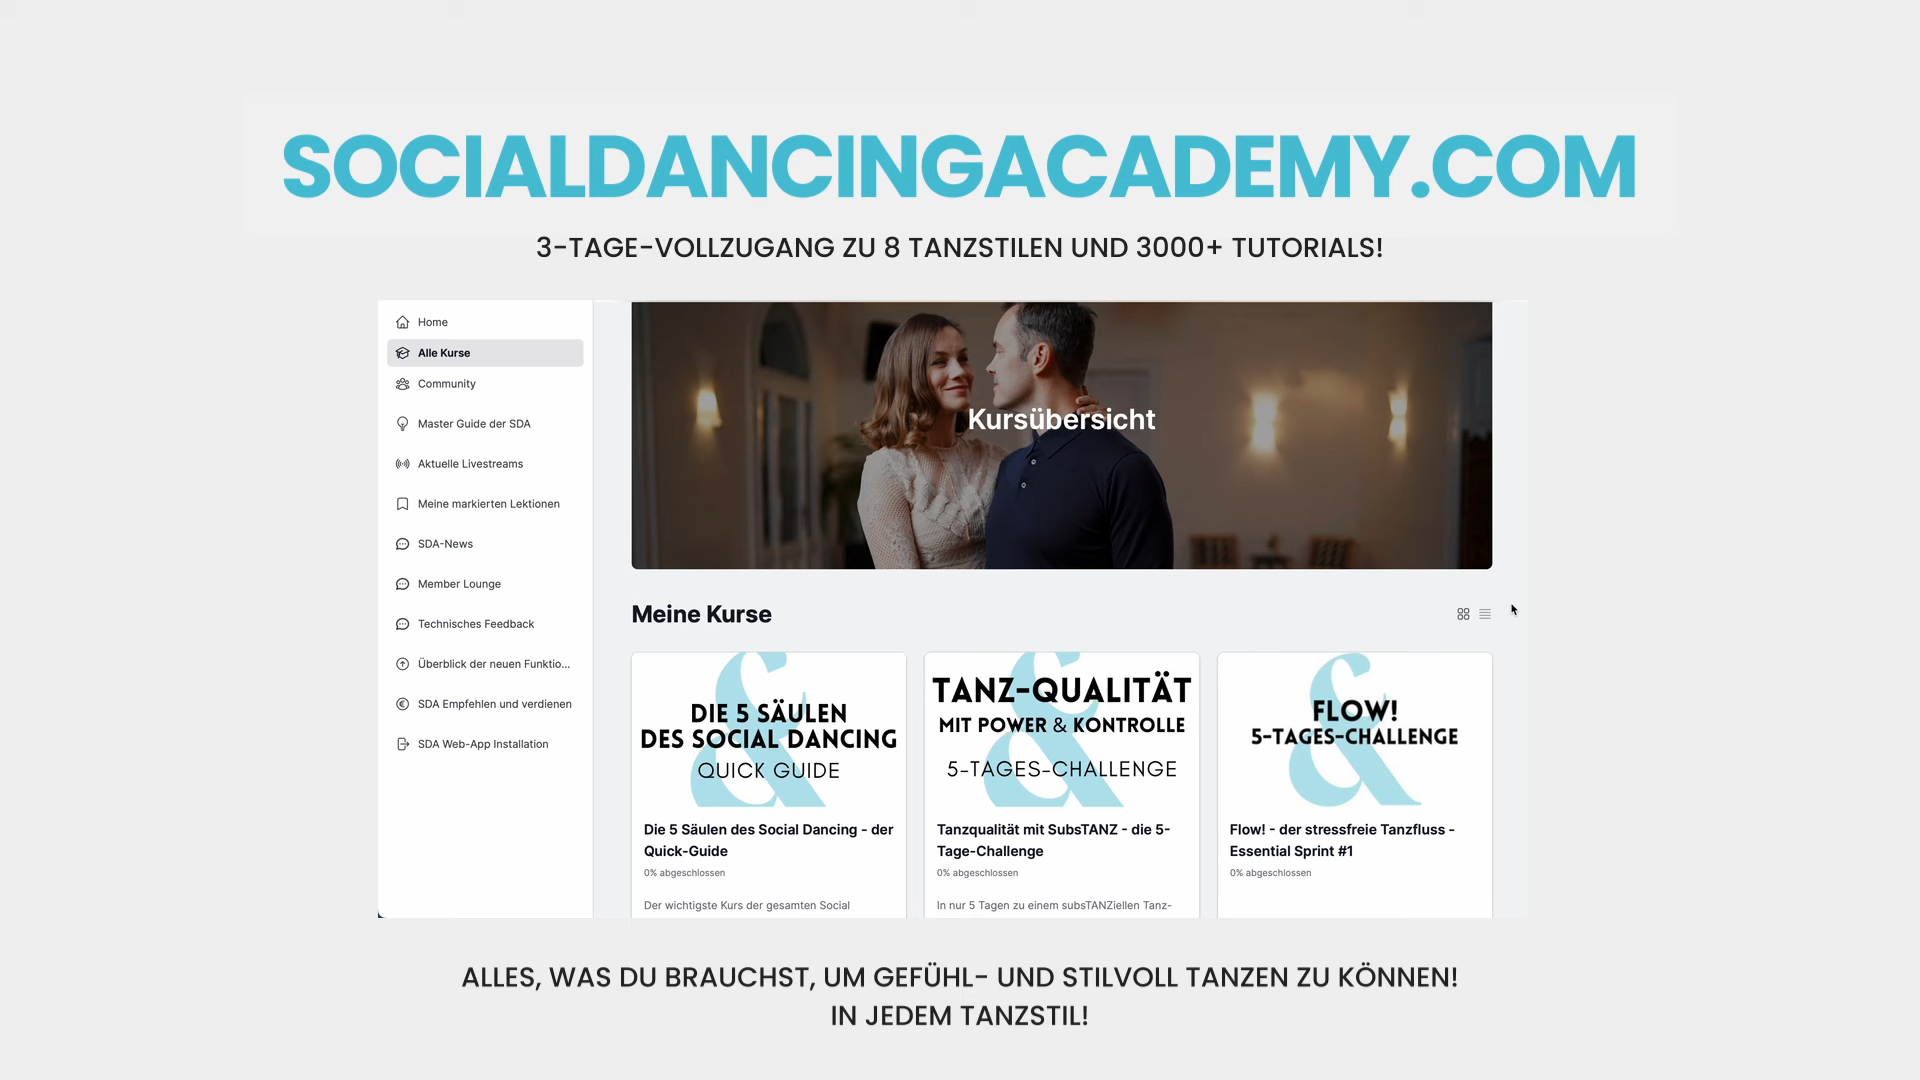 SOCIALDANCINGACADEMY.COM
3-TAGE-VOLLZUGANG ZU 8 TANZSTILEN UND 3000+ TUTORIALS!
Home
Alle Kurse
Community
Master Guide der SDA
Aktuelle Livestreams
Meine markierten Lektionen
SDA-News
Member Lounge
Technisches Feedback
Überblick der neuen Funktio...
SDA Empfehlen und verdienen
SDA Web-App Installation
Kursübersicht
Meine Kurse
DIE 5 SÄULEN
DES SOCIAL DANCING
QUICK GUIDE
Die 5 Säulen des Social Dancing - der
Quick-Guide
0% abgeschlossen
Der wichtigste Kurs der gesamten Social
TANZ-QUALITÄT
MIT POWER & KONTROLLE
5-TAGES-CHALLENGE
Tanzqualität mit SubsTANZ - die 5-
Tage-Challenge
0% abgeschlossen
In nur 5 Tagen zu einem subsTANZiellen Tanz-
FLOW!
5-TAGES-CHALLENGE
Flow! - der stressfreie Tanzfluss -
Essential Sprint #1
0% abgeschlossen
ALLES, WAS DU BRAUCHST, UM GEFÜHL- UND STILVOLL TANZEN ZU KÖNNEN!
IN JEDEM TANZSTIL!